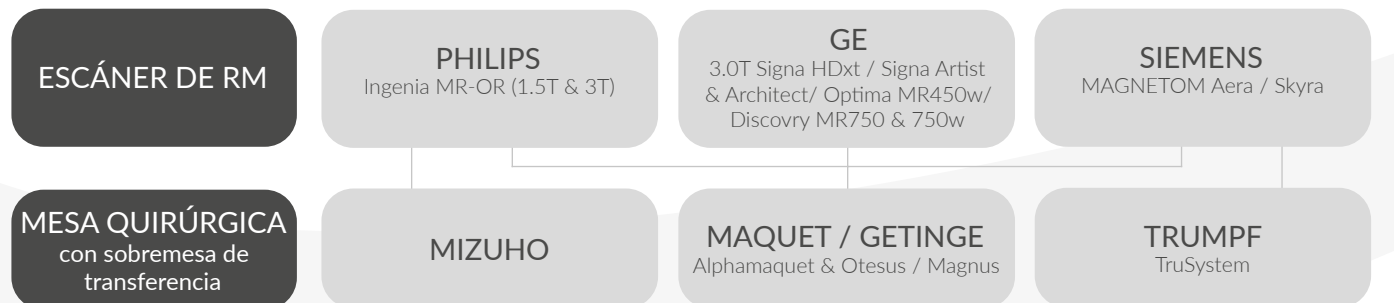 ESCÁNER DE RM
PHILIPS
Ingenia MR-OR (1.5T & 3T)
GE
3.0T Signa HDxt / Signa Artist
& Architect/ Optima MR450w/
Discovry MR750 & 750w
SIEMENS
MAGNETOM Aera / Skyra
MESA QUIRÚRGICA
con sobremesa de
transferencia
MIZUHO
MAQUET / GETINGE
Alphamaquet & Otesus / Magnus
TRUMPF
TruSystem